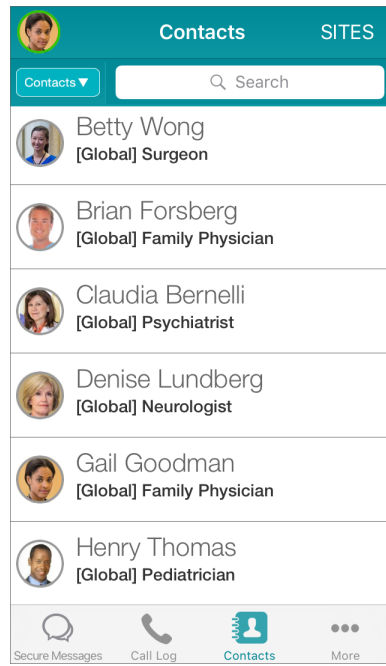 Contacts SITES
Contacts▼ Search
Betty Wong
[Global] Surgeon
Brian Forsberg
[Global] Family Physician
Claudia Bernelli
[Global] Psychiatrist
Denise Lundberg
[Global] Neurologist
Gail Goodman
[Global] Family Physician
Henry Thomas
[Global] Pediatrician
Secure Messages Call Log Contacts More